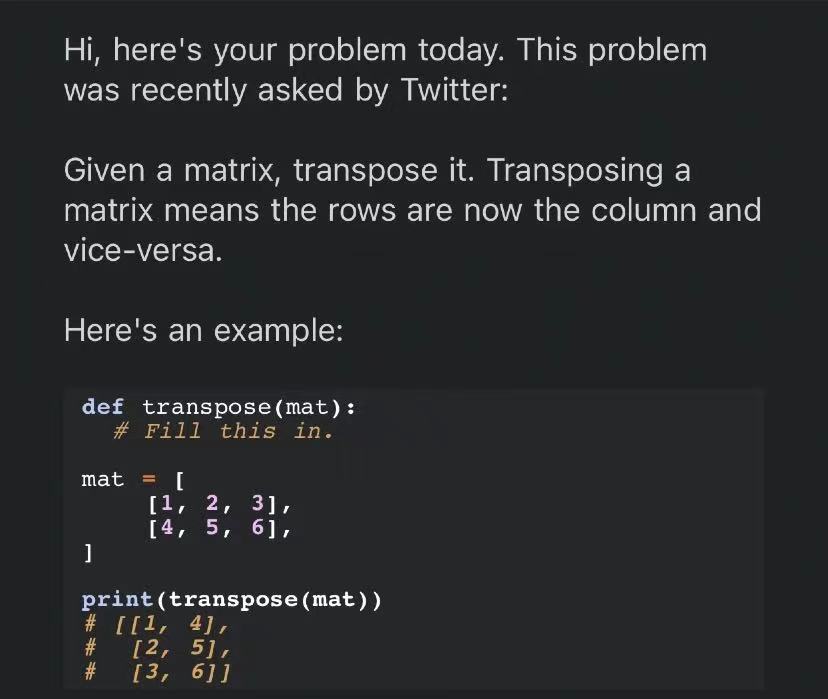 Hi, here's your problem today. This problem
was recently asked by Twitter:
Given a matrix, transpose it. Transposing a
matrix means the rows are now the column and
vice-versa.
Here's an example:
def transpose(mat):
  # Fill this in.
mat = [
    [1, 2, 3],
    [4, 5, 6],
]
print(transpose(mat))
# [[1, 4],
#  [2, 5],
#  [3, 6]]